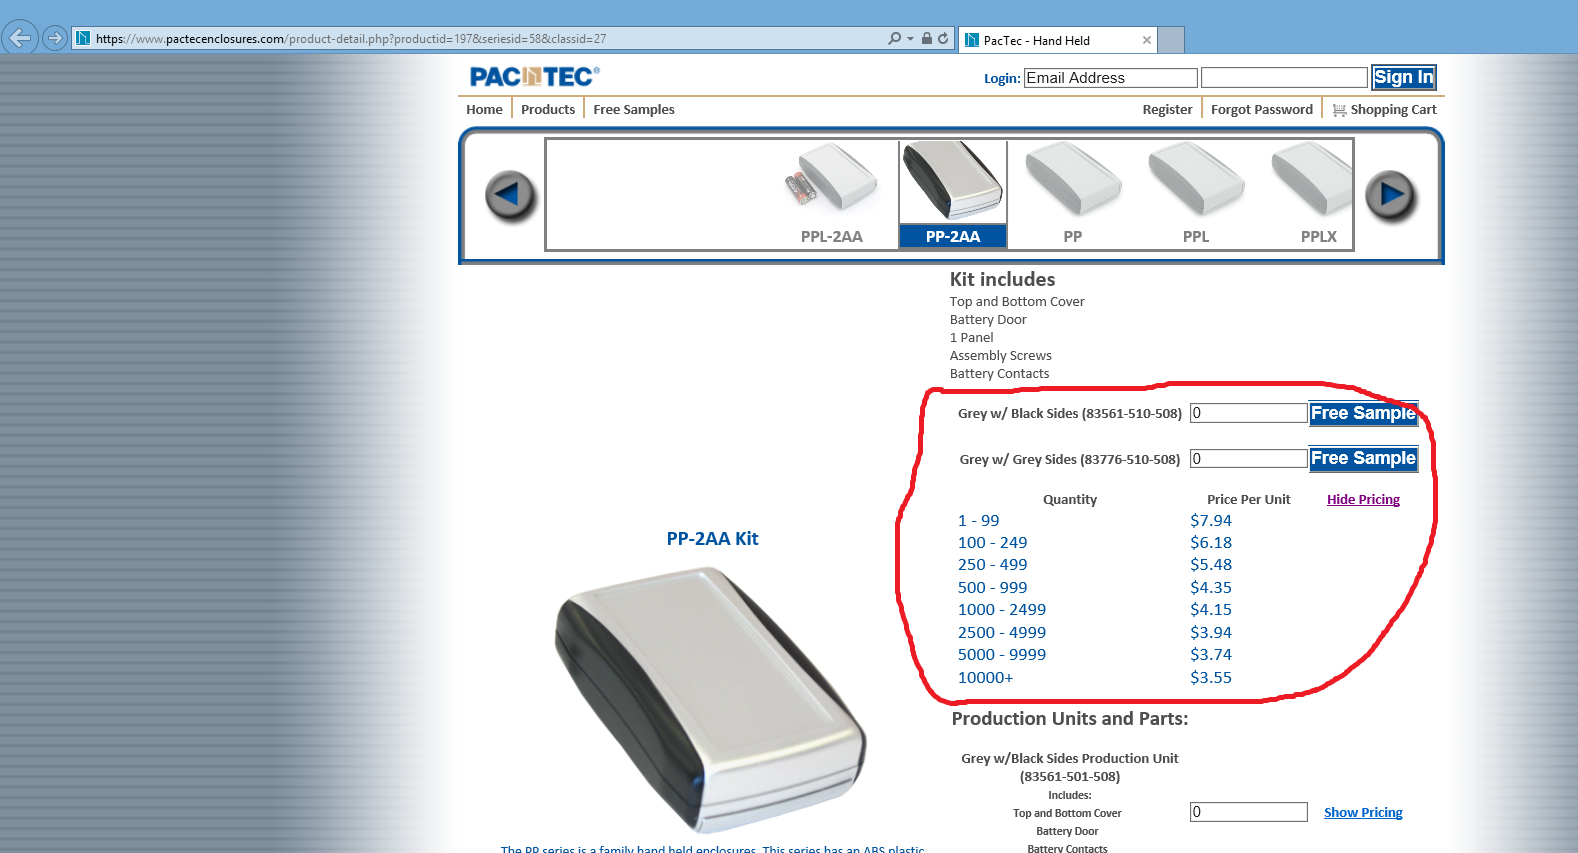 https://www.pactecenclosures.com/product-detail.php?productid=197&seriesid=58&classid=27
PacTec - Hand Held
PACTEC®
Login: Email Address Sign In
Home Products Free Samples Register Forgot Password Shopping Cart
PPL-2AA PP-2AA PP PPL PPLX
Kit includes
Top and Bottom Cover
Battery Door
1 Panel
Assembly Screws
Battery Contacts
Grey w/ Black Sides (83561-510-508) 0 Free Sample
Grey w/ Grey Sides (83776-510-508) 0 Free Sample
Quantity Price Per Unit Hide Pricing
1 - 99 $7.94
100 - 249 $6.18
250 - 499 $5.48
500 - 999 $4.35
1000 - 2499 $4.15
2500 - 4999 $3.94
5000 - 9999 $3.74
10000+ $3.55
PP-2AA Kit
Production Units and Parts:
Grey w/Black Sides Production Unit
(83561-501-508)
Includes:
Top and Bottom Cover
Battery Door
Battery Contacts
0 Show Pricing
The PP series is a family hand held enclosures. This series has an ABS plastic